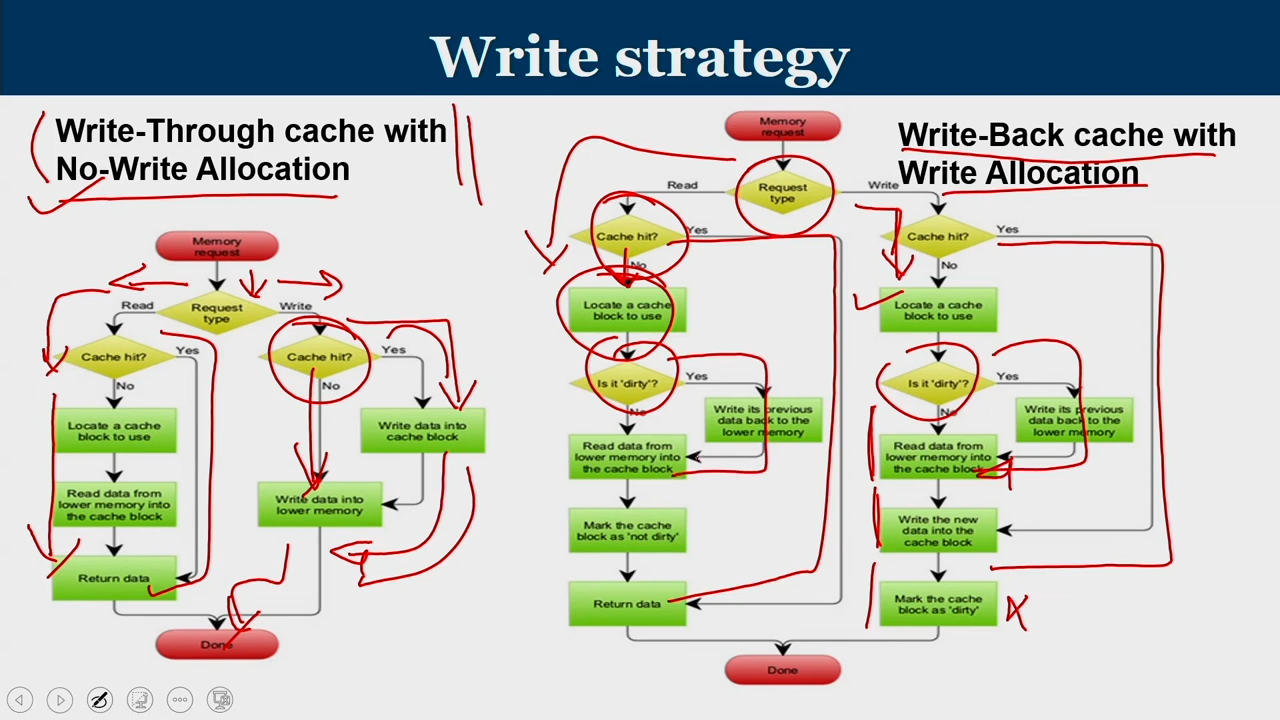 Write strategy
Write-Through cache with
No-Write Allocation
Memory
request
Request
type
Read
Write
Cache hit?
Yes
No
Cache hit?
Yes
No
Locate a cache
block to use
Write data into
cache block
Read data from
lower memory into
the cache block
Write data into
lower memory
Return data
Done
Write-Back cache with
Write Allocation
Memory
request
Request
type
Read
Write
Cache hit?
Yes
No
Cache hit?
Yes
No
Locate a cache
block to use
Locate a cache
block to use
Is it 'dirty'?
Yes
No
Is it 'dirty'?
Yes
No
Write its previous
data back to the
lower memory
Write its previous
data back to the
lower memory
Read data from
lower memory into
the cache block
Read data from
lower memory into
the cache block
Mark the cache
block as 'not dirty'
Write the new
data into the
cache block
Return data
Mark the cache
block as 'dirty'
Done